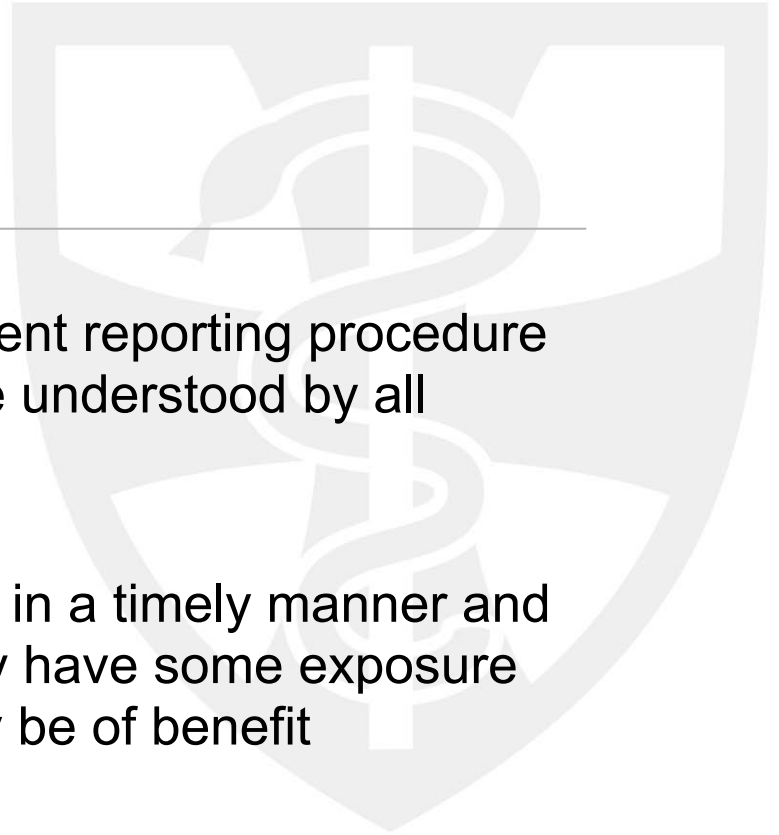 ent reporting procedure
understood by all
in a timely manner and
have some exposure
be of benefit